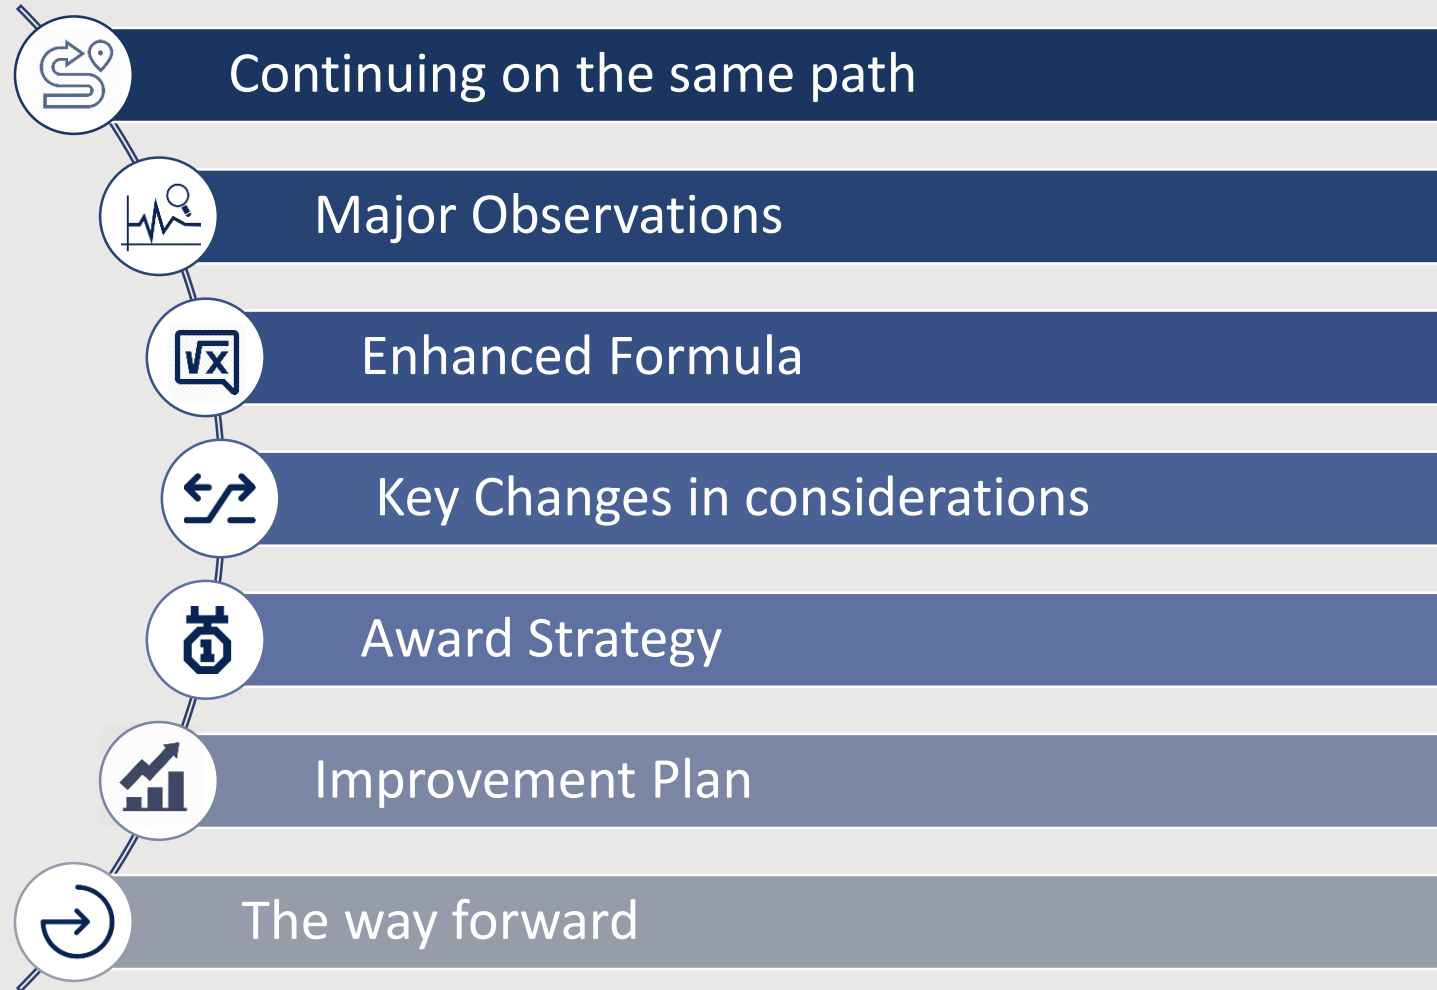 Continuing on the same path
Major Observations
√x
Enhanced Formula
Key Changes in considerations
1
Award Strategy
Improvement Plan
The way forward